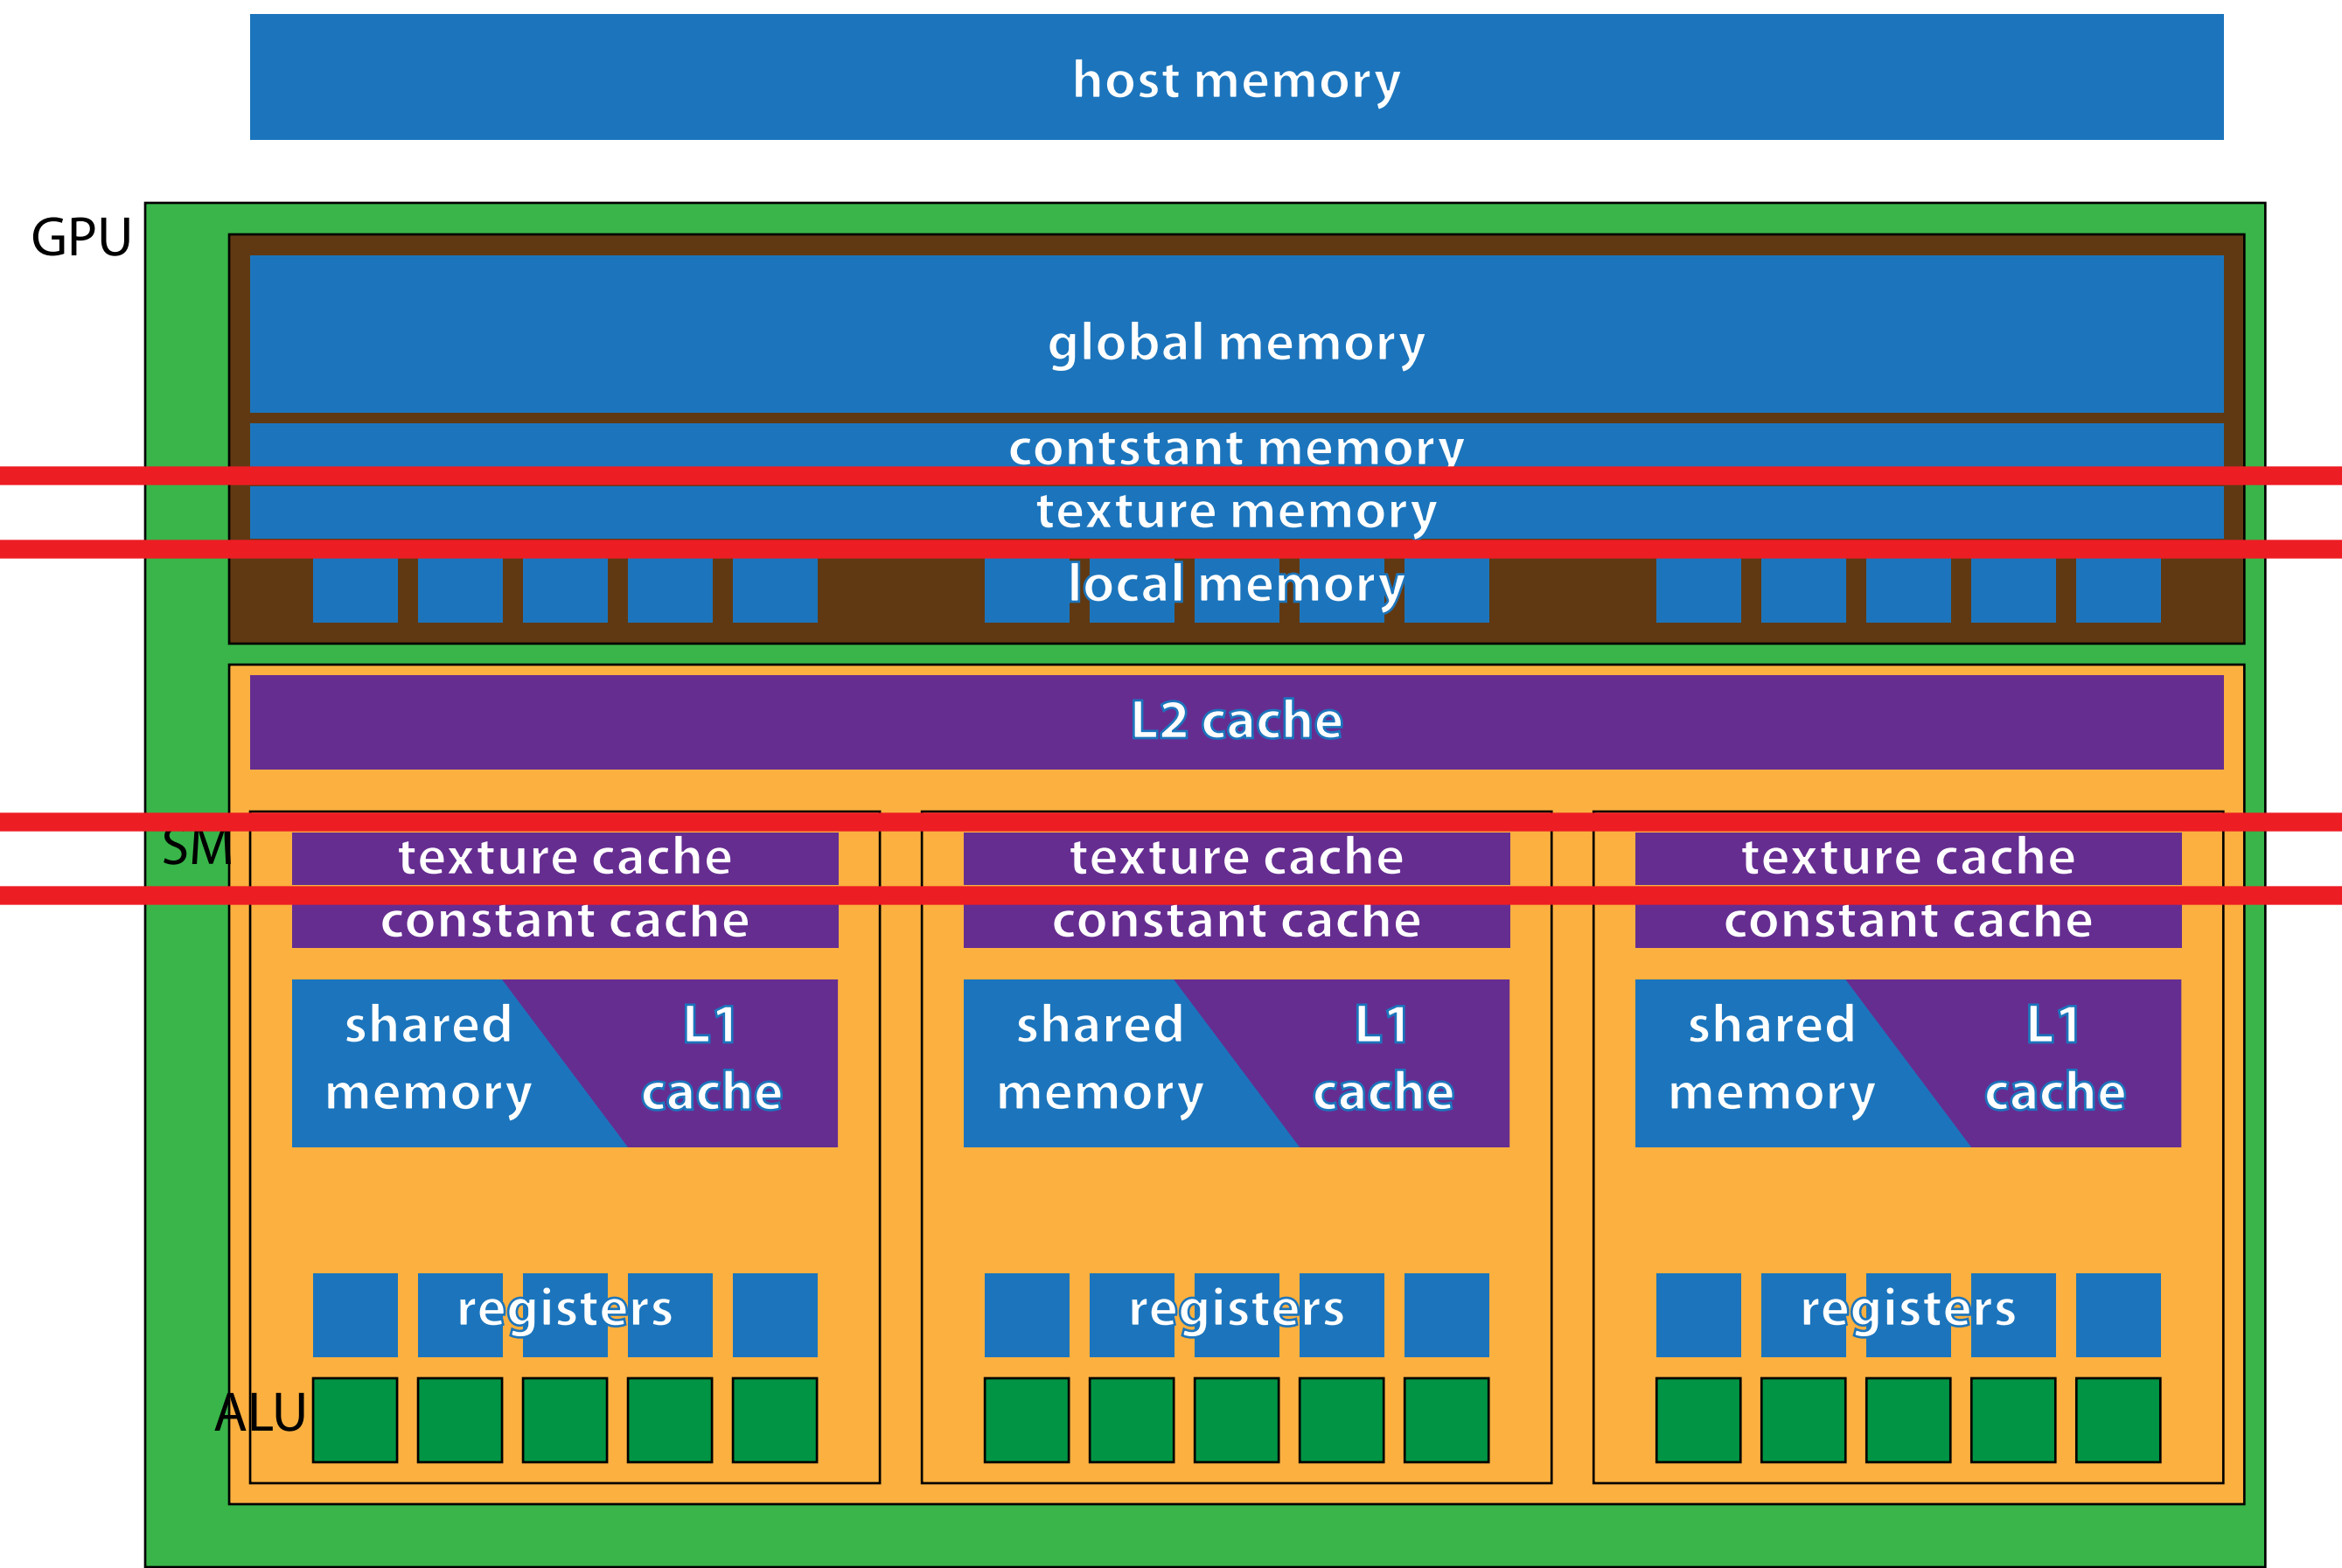 host memory
GPU
global memory
contstant memory
texture memory
local memory
L2 cache
SM
texture cache
texture cache
texture cache
constant cache
constant cache
constant cache
shared
memory
L1
cache
shared
memory
L1
cache
shared
memory
L1
cache
registers
registers
registers
ALU